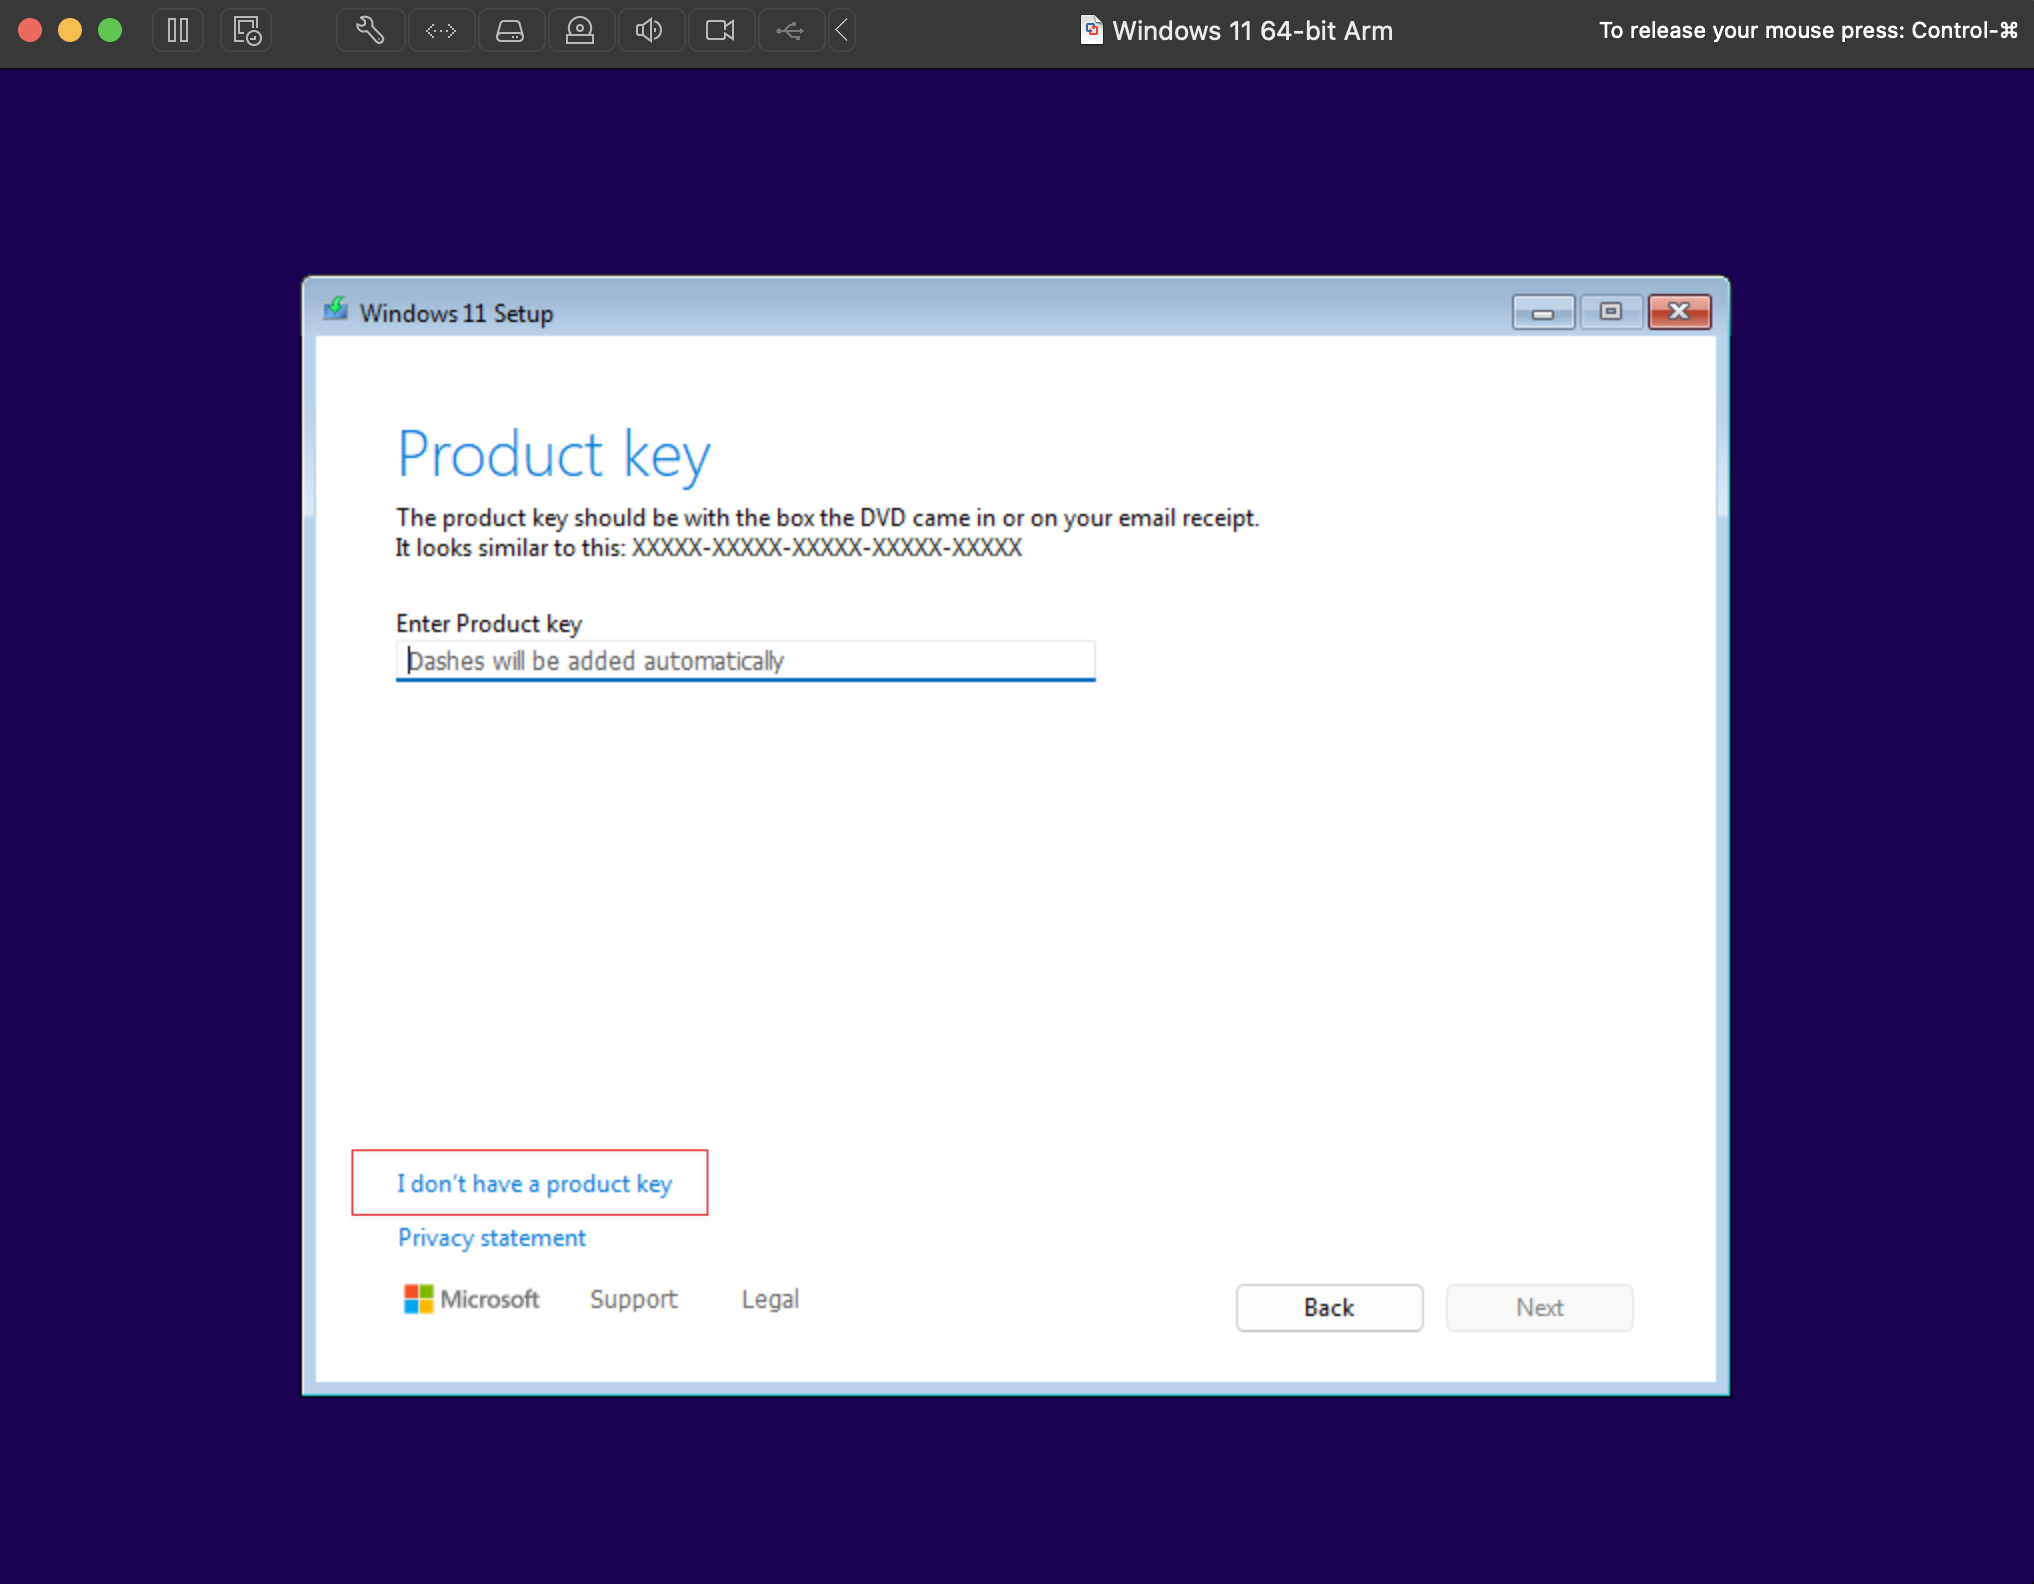 Windows 11 64-bit Arm
To release your mouse press: Control-⌘
Windows 11 Setup
Product key
The product key should be with the box the DVD came in or on your email receipt.
It looks similar to this: XXXXX-XXXXX-XXXXX-XXXXX-XXXXX
Enter Product key
Dashes will be added automatically
I don't have a product key
Privacy statement
Microsoft Support Legal
Back Next